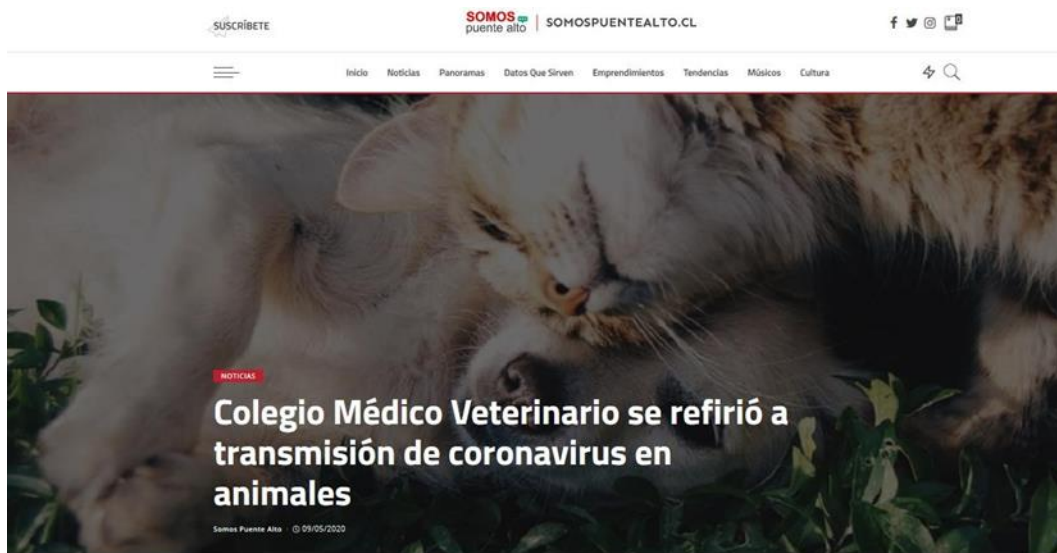 SUSCRÍBETE
SOMOS
puente alto
SOMOSPUENTEALTO.CL
0
Inicio Noticias Panoramas Datos Que Sirven Emprendimientos Tendencias Músicos Cultura
NOTICIAS
Colegio Médico Veterinario se refirió a
transmisión de coronavirus en
animales
Somos Puente Alto 09/05/2020